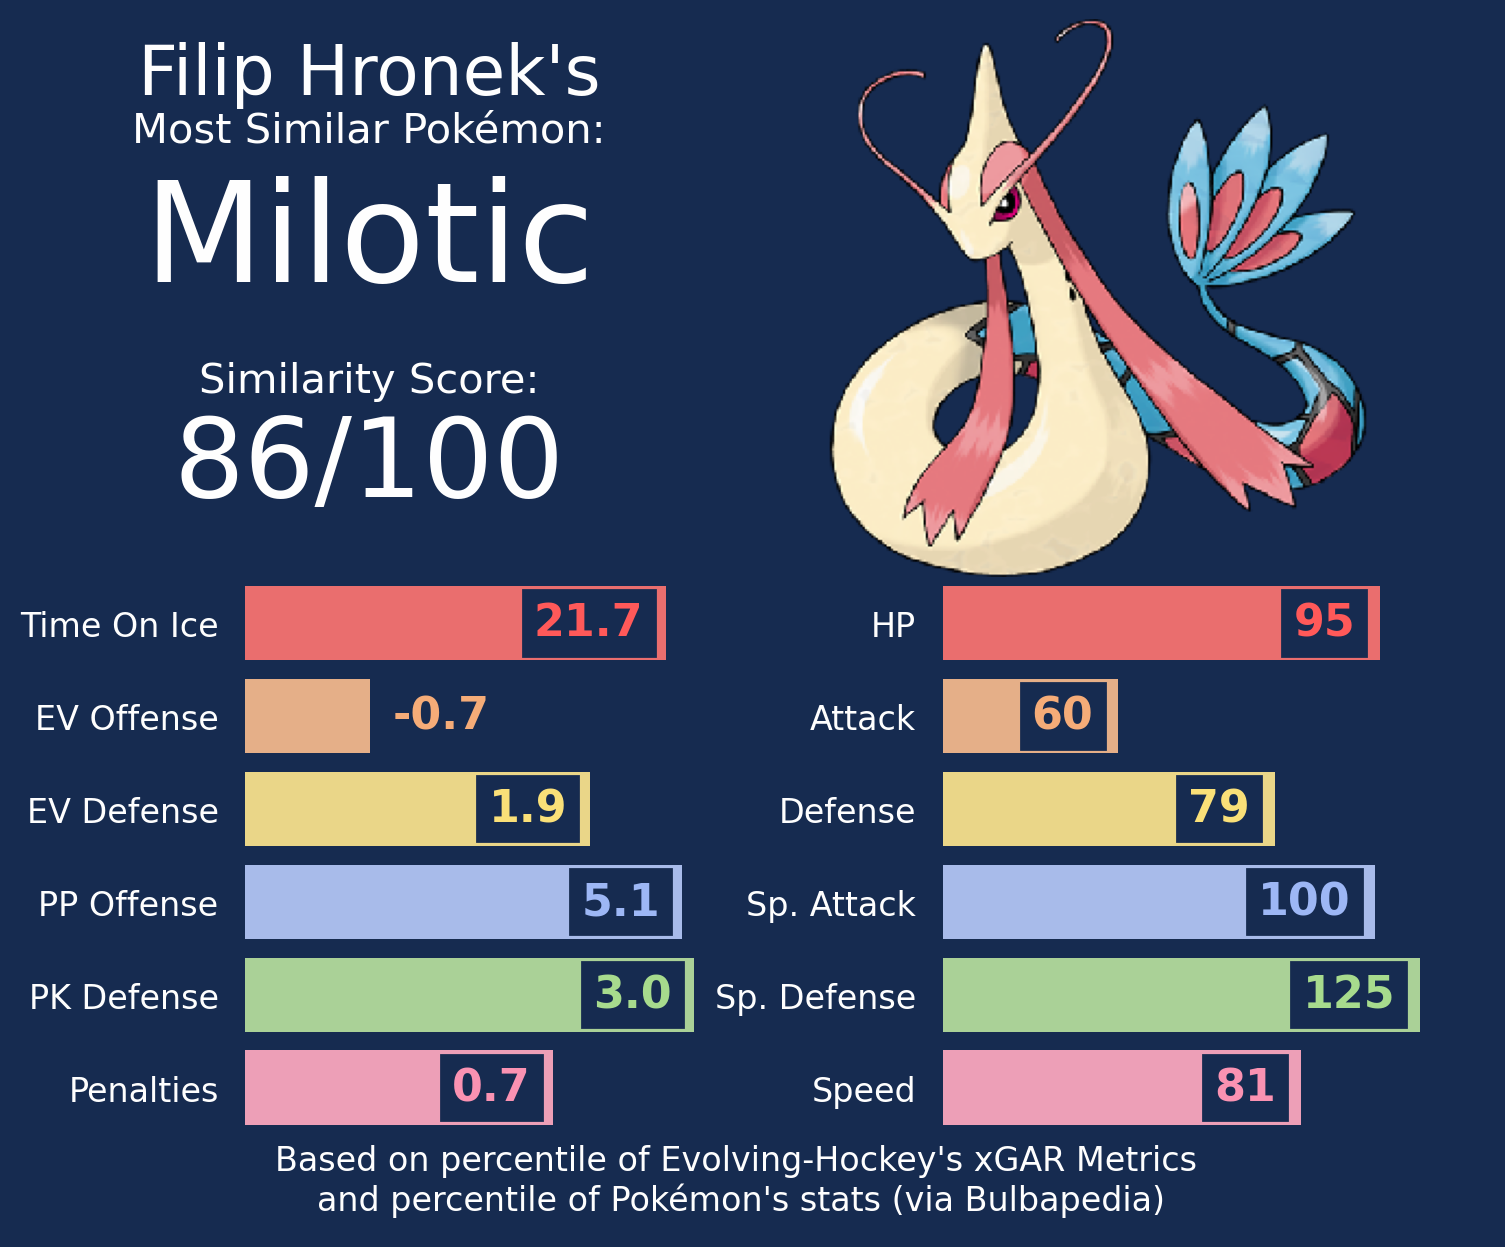 Filip Hronek's
Most Similar Pokémon:
Milotic
Similarity Score:
86/100
Time On Ice 21.7
EV Offense -0.7
EV Defense 1.9
PP Offense 5.1
PK Defense 3.0
Penalties 0.7
HP 95
Attack 60
Defense 79
Sp. Attack 100
Sp. Defense 125
Speed 81
Based on percentile of Evolving-Hockey's xGAR Metrics
and percentile of Pokémon's stats (via Bulbapedia)